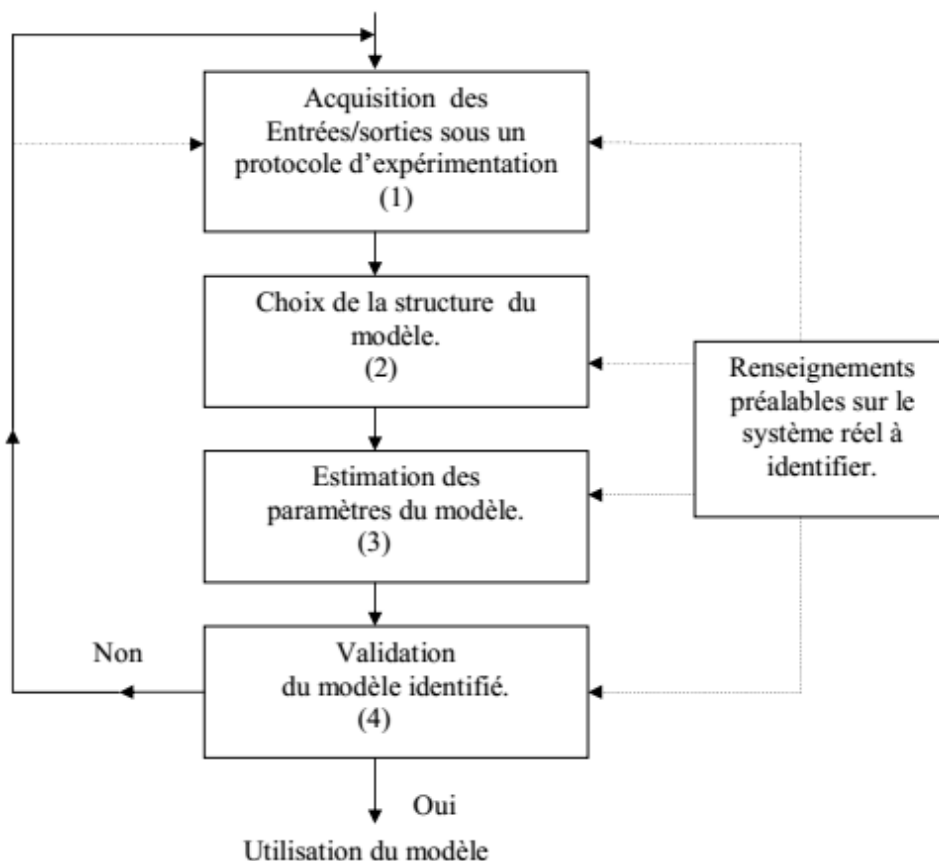 Acquisition des
Entrées/sorties sous un
protocole d'expérimentation
(1)
Choix de la structure du
modèle.
(2)
Renseignements
préalables sur le
système réel à
identifier.
Estimation des
paramètres du modèle.
(3)
Non
Validation
du modèle identifié.
(4)
Oui
Utilisation du modèle